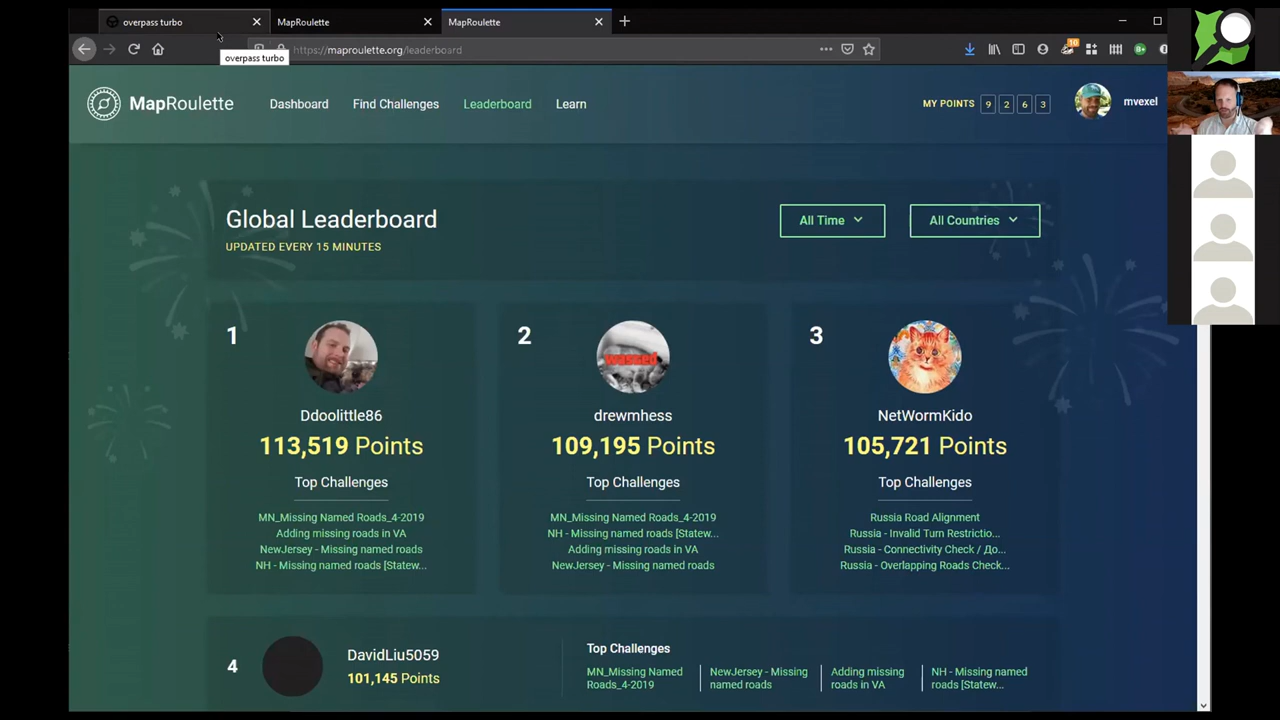 overpass turbo
MapRoulette
MapRoulette
https://maproulette.org/leaderboard
overpass turbo
10
MapRoulette
Dashboard
Find Challenges
Leaderboard
Learn
MY POINTS 9 2 6 3
mvexel
Global Leaderboard
UPDATED EVERY 15 MINUTES
All Time
All Countries
1
Ddoolittle86
113,519 Points
Top Challenges
MN_Missing Named Roads_4-2019
Adding missing roads in VA
NewJersey - Missing named roads
NH - Missing named roads [Statew...
2
wasted
drewmhess
109,195 Points
Top Challenges
MN_Missing Named Roads_4-2019
NH - Missing named roads [Statew...
Adding missing roads in VA
NewJersey - Missing named roads
3
NetWormKido
105,721 Points
Top Challenges
Russia Road Alignment
Russia - Invalid Turn Restrictio...
Russia - Connectivity Check / До...
Russia - Overlapping Roads Check...
4
DavidLiu5059
101,145 Points
Top Challenges
MN_Missing Named
Roads_4-2019
NewJersey - Missing
named roads
Adding missing
roads in VA
NH - Missing named
roads [Statew...